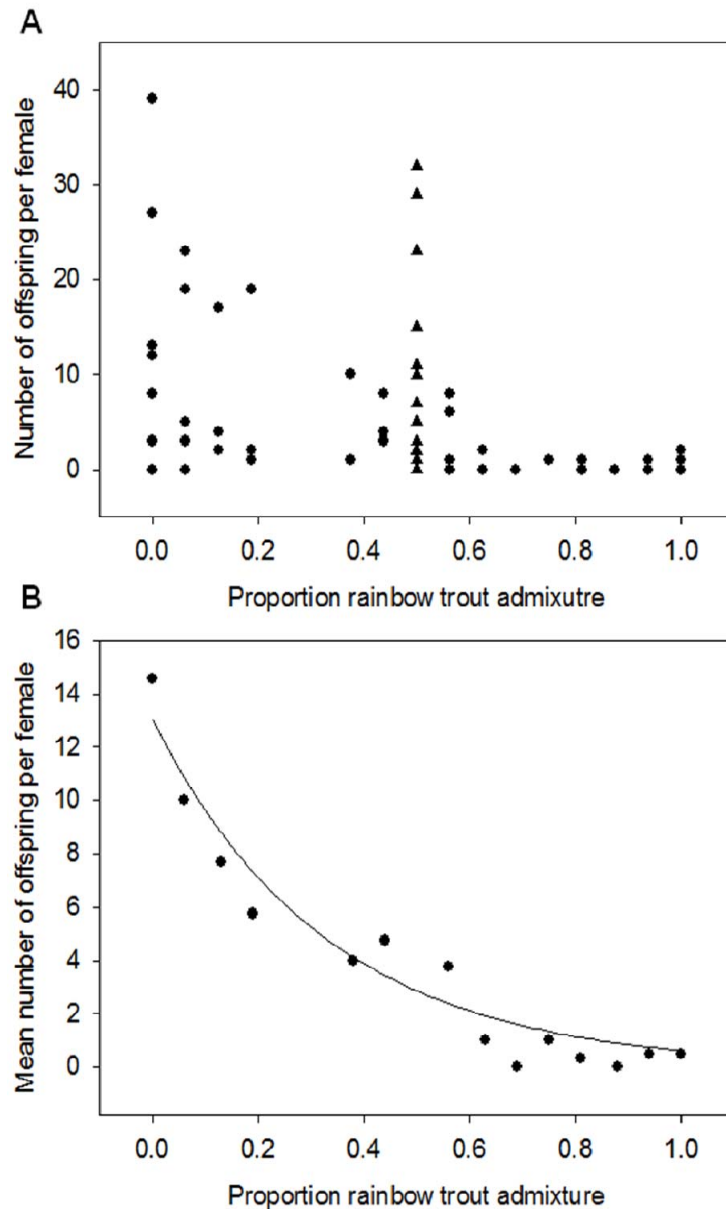 A
Number of offspring per female
40
30
20
10
0
0.0 0.2 0.4 0.6 0.8 1.0
Proportion rainbow trout admixutre
B
Mean number of offspring per female
16
14
12
10
8
6
4
2
0
0.0 0.2 0.4 0.6 0.8 1.0
Proportion rainbow trout admixture